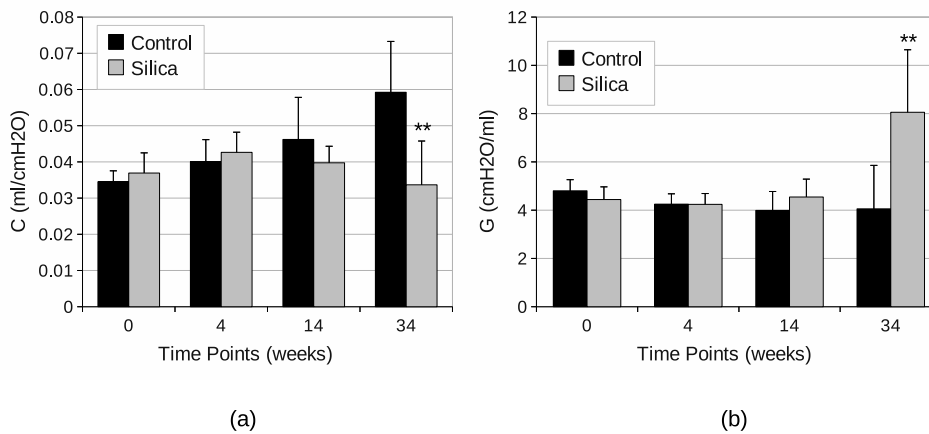 0.08
0.07
0.06
0.05
0.04
0.03
0.02
0.01
0
C (ml/cmH2O)
Control
Silica
**
0 4 14 34
Time Points (weeks)
(a)
12
10
8
6
4
2
0
G (cmH2O/ml)
Control
Silica
**
0 4 14 34
Time Points (weeks)
(b)